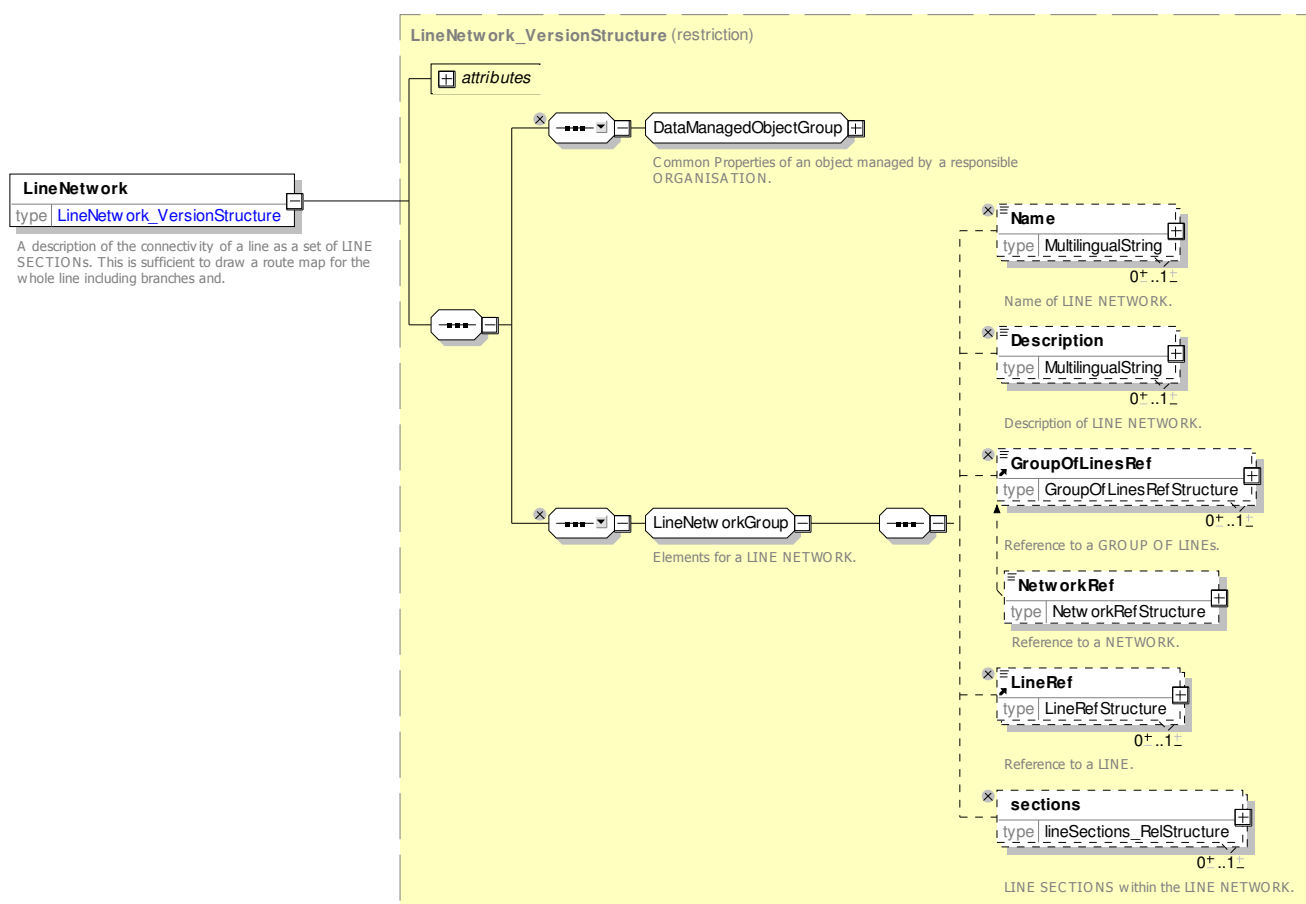 LineNetwork_VersionStructure (restriction)
attributes
DataManagedObjectGroup
Common Properties of an object managed by a responsible
ORGANISATION.
LineNetwork
type LineNetwork_VersionStructure
A description of the connectivity of a line as a set of LINE
SECTIONs. This is sufficient to draw a route map for the
whole line including branches and.
Name
type MultilingualString
0..1
Name of LINE NETWORK.
Description
type MultilingualString
0..1
Description of LINE NETWORK.
GroupOfLinesRef
type GroupOfLinesRefStructure
0..1
Reference to a GROUP OF LINEs.
LineNetworkGroup
Elements for a LINE NETWORK.
NetworkRef
type NetworkRefStructure
Reference to a NETWORK.
LineRef
type LineRefStructure
0..1
Reference to a LINE.
sections
type lineSections_RelStructure
0..1
LINE SECTIONS within the LINE NETWORK.